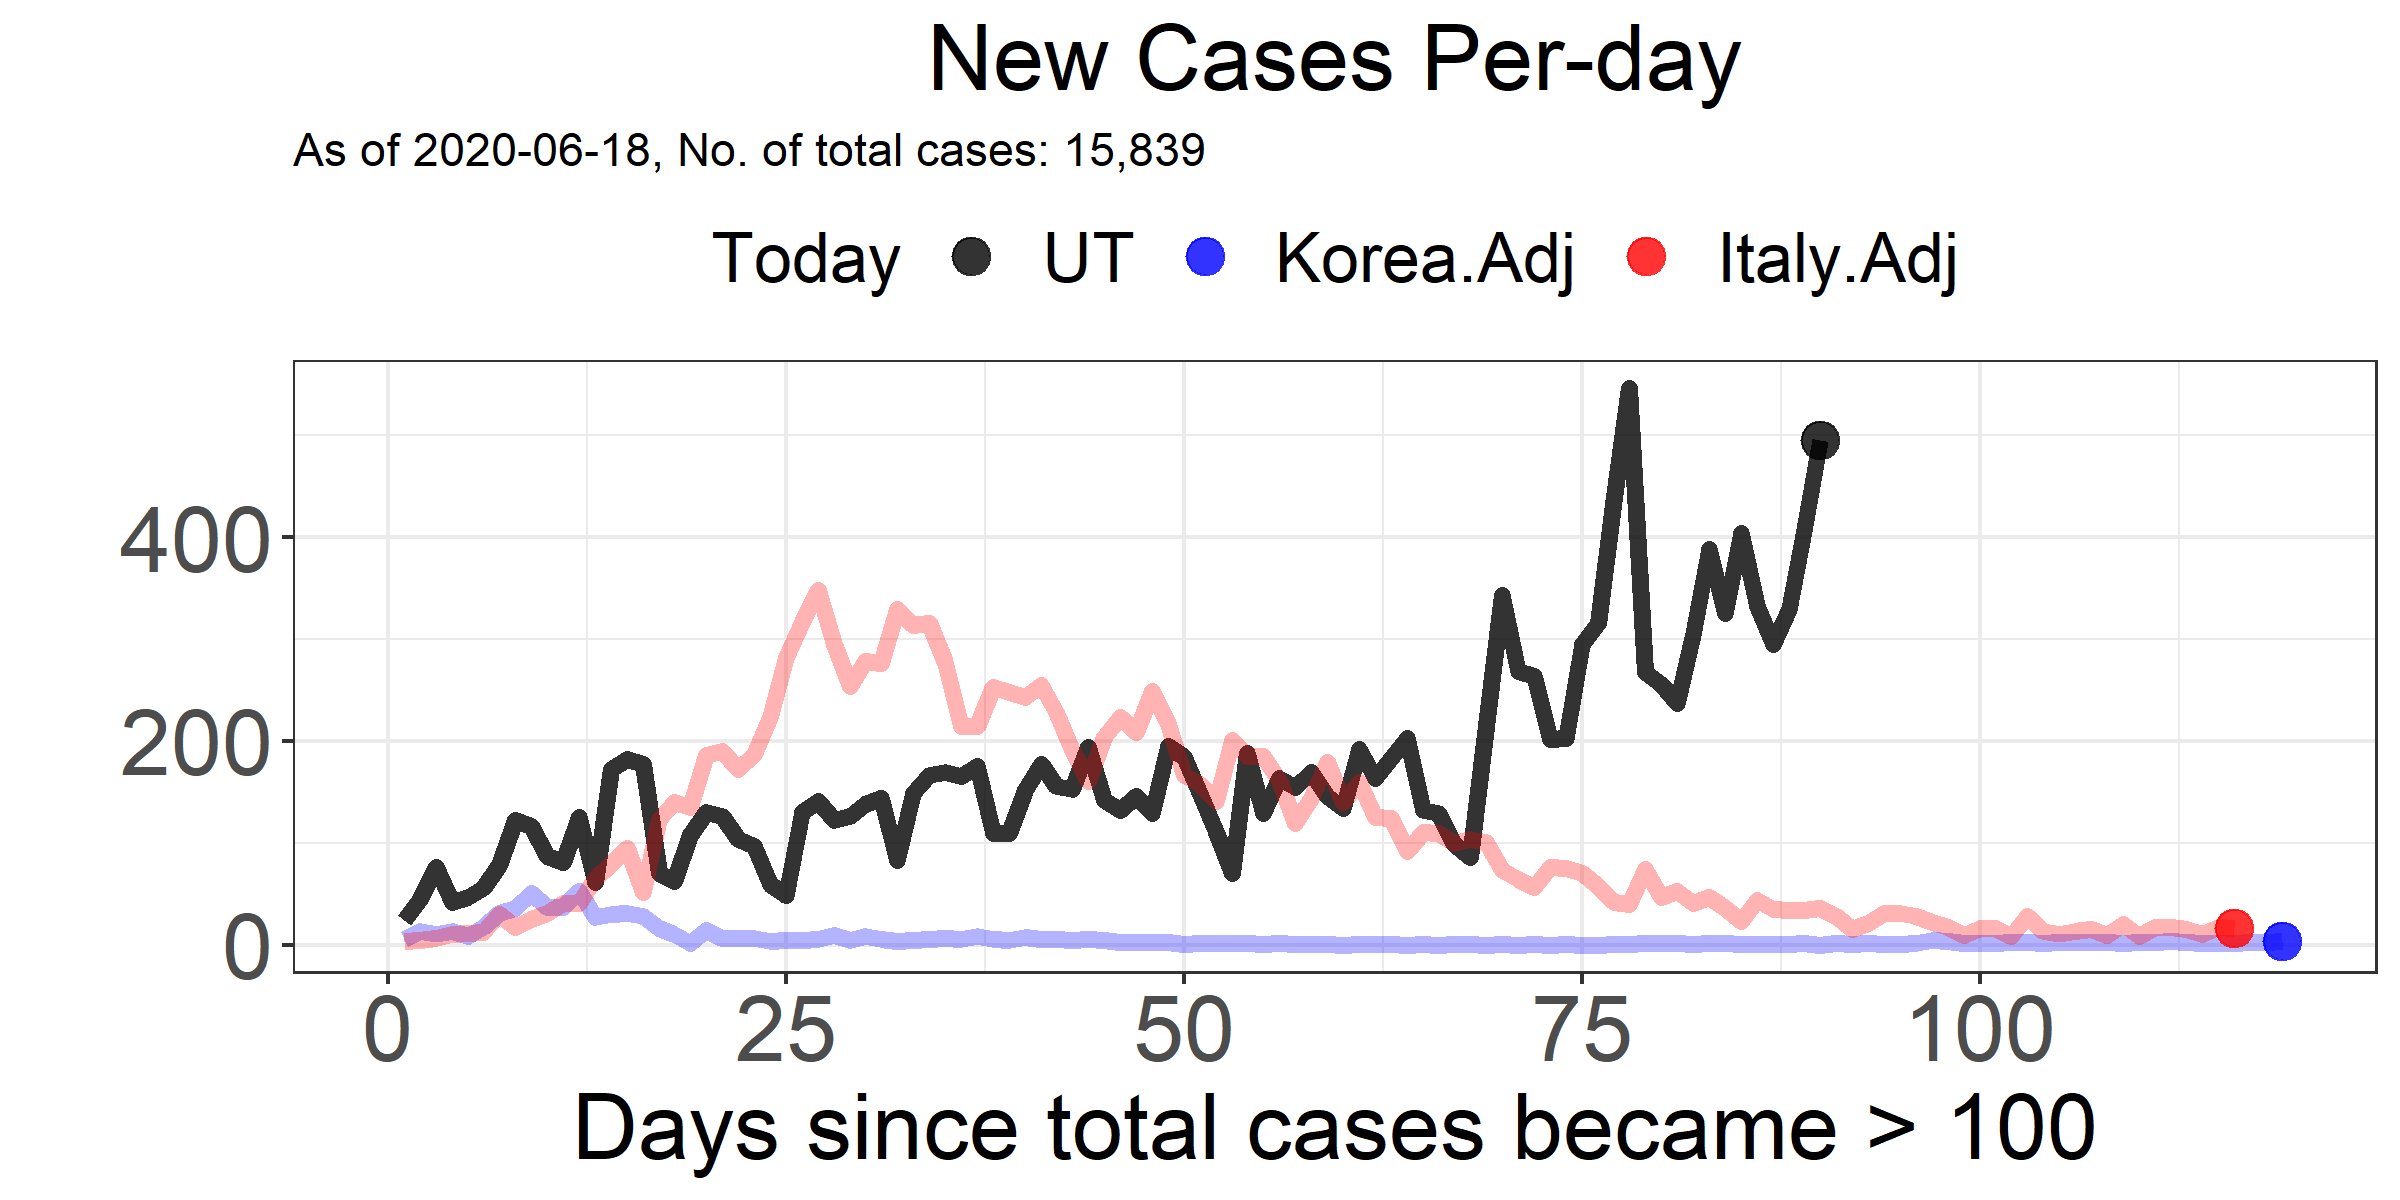 New Cases Per-day
As of 2020-06-18, No. of total cases: 15,839
Today UT Korea.Adj Italy.Adj
400
200
0
0 25 50 75 100
Days since total cases became > 100